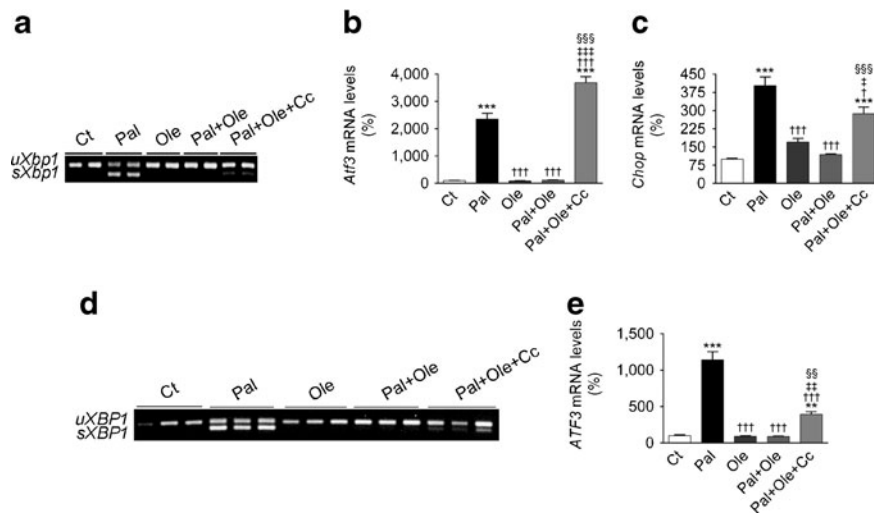 a
Ct Pal Ole Pal+Ole Pal+Ole+Cc
uXbp1
sXbp1
b
Atf3 mRNA levels
(%)
4,000
3,000
2,000
1,000
0
***
†††
†††
§§§
‡‡‡
†††
***
Ct Pal Ole Pal+Ole Pal+Ole+Cc
c
Chop mRNA levels
(%)
450
375
300
225
150
75
0
***
†††
†††
§§§
‡
†
***
Ct Pal Ole Pal+Ole Pal+Ole+Cc
d
Ct Pal Ole Pal+Ole Pal+Ole+Cc
uXBP1
sXBP1
e
ATF3 mRNA levels
(%)
1,500
1,000
500
0
***
†††
†††
§§
‡‡
†††
**
Ct Pal Ole Pal+Ole Pal+Ole+Cc